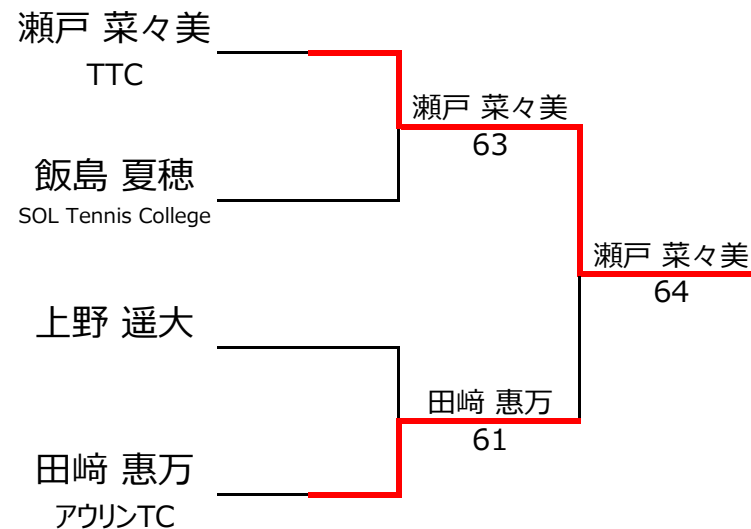 瀬戸 菜々美
TTC
瀬戸 菜々美
63
飯島 夏穂
SOL Tennis College
瀬戸 菜々美
64
上野 遥大
田﨑 惠万
61
田﨑 惠万
アウリンTC